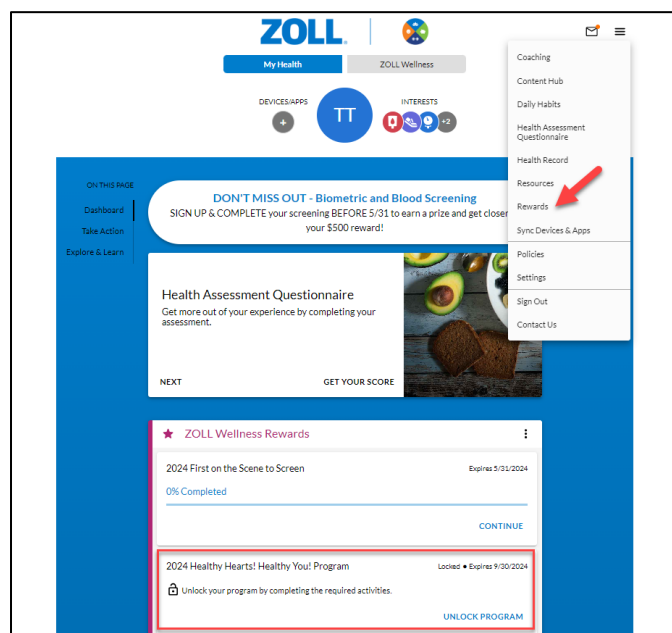 ZOLL.
My Health
ZOLL Wellness
DEVICES/APPS
INTERESTS
+
TT
+2
Coaching
Content Hub
Daily Habits
Health Assessment
Questionnaire
Health Record
Resources
Rewards
Sync Devices & Apps
Policies
Settings
Sign Out
Contact Us
ON THIS PAGE
Dashboard
Take Action
Explore & Learn
DON'T MISS OUT - Biometric and Blood Screening
SIGN UP & COMPLETE your screening BEFORE 5/31 to earn a prize and get closer
your $500 reward!
Health Assessment Questionnaire
Get more out of your experience by completing your
assessment.
NEXT
GET YOUR SCORE
ZOLL Wellness Rewards
2024 First on the Scene to Screen
Expires 5/31/2024
0% Completed
CONTINUE
2024 Healthy Hearts! Healthy You! Program
Locked • Expires 9/30/2024
Unlock your program by completing the required activities.
UNLOCK PROGRAM